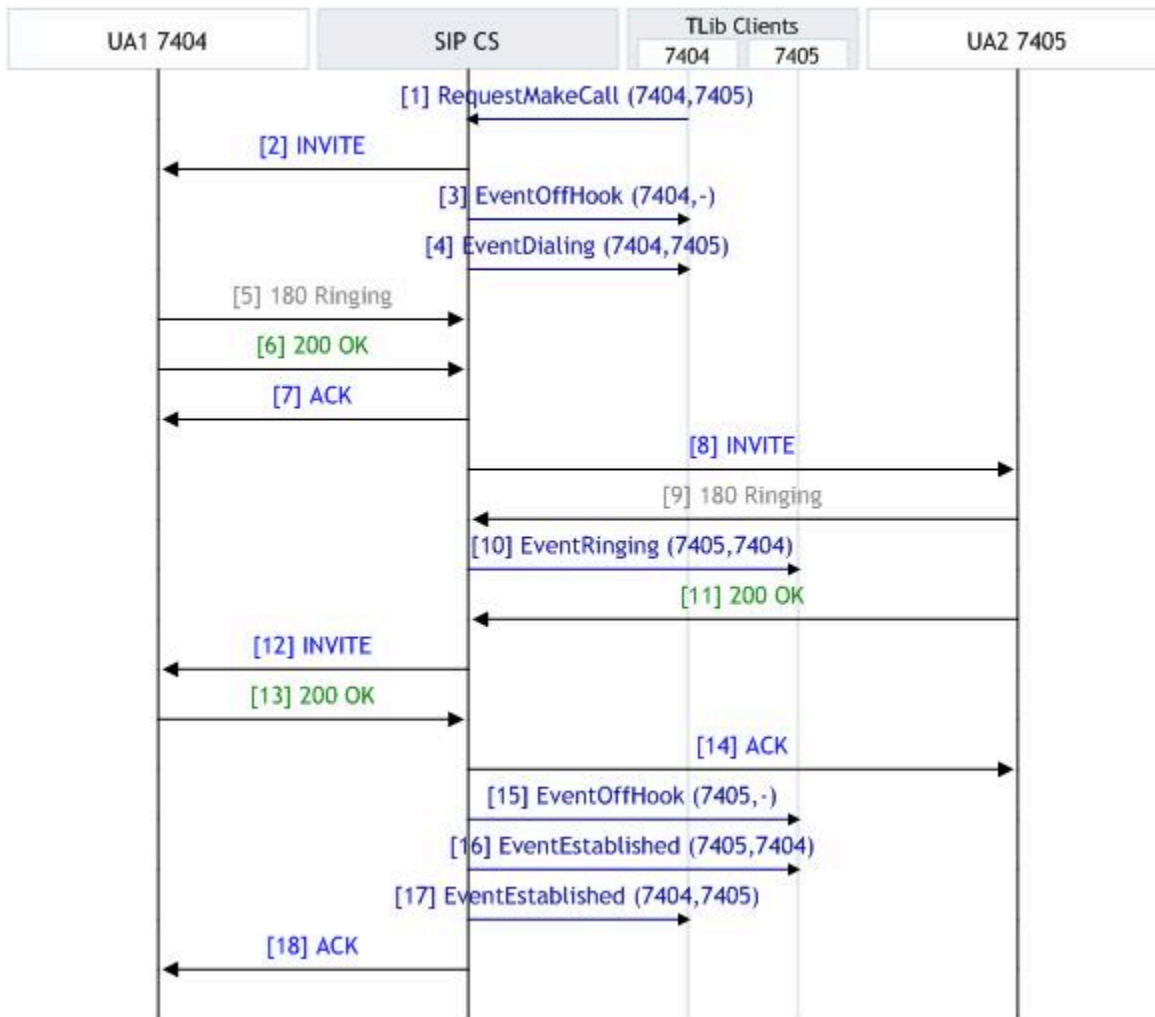 UA1 7404
SIP CS
TLib Clients
7404
7405
UA2 7405
[1] RequestMakeCall (7404,7405)
[2] INVITE
[3] EventOffHook (7404,-)
[4] EventDialing (7404,7405)
[5] 180 Ringing
[6] 200 OK
[7] ACK
[8] INVITE
[9] 180 Ringing
[10] EventRinging (7405,7404)
[11] 200 OK
[12] INVITE
[13] 200 OK
[14] ACK
[15] EventOffHook (7405,-)
[16] EventEstablished (7405,7404)
[17] EventEstablished (7404,7405)
[18] ACK